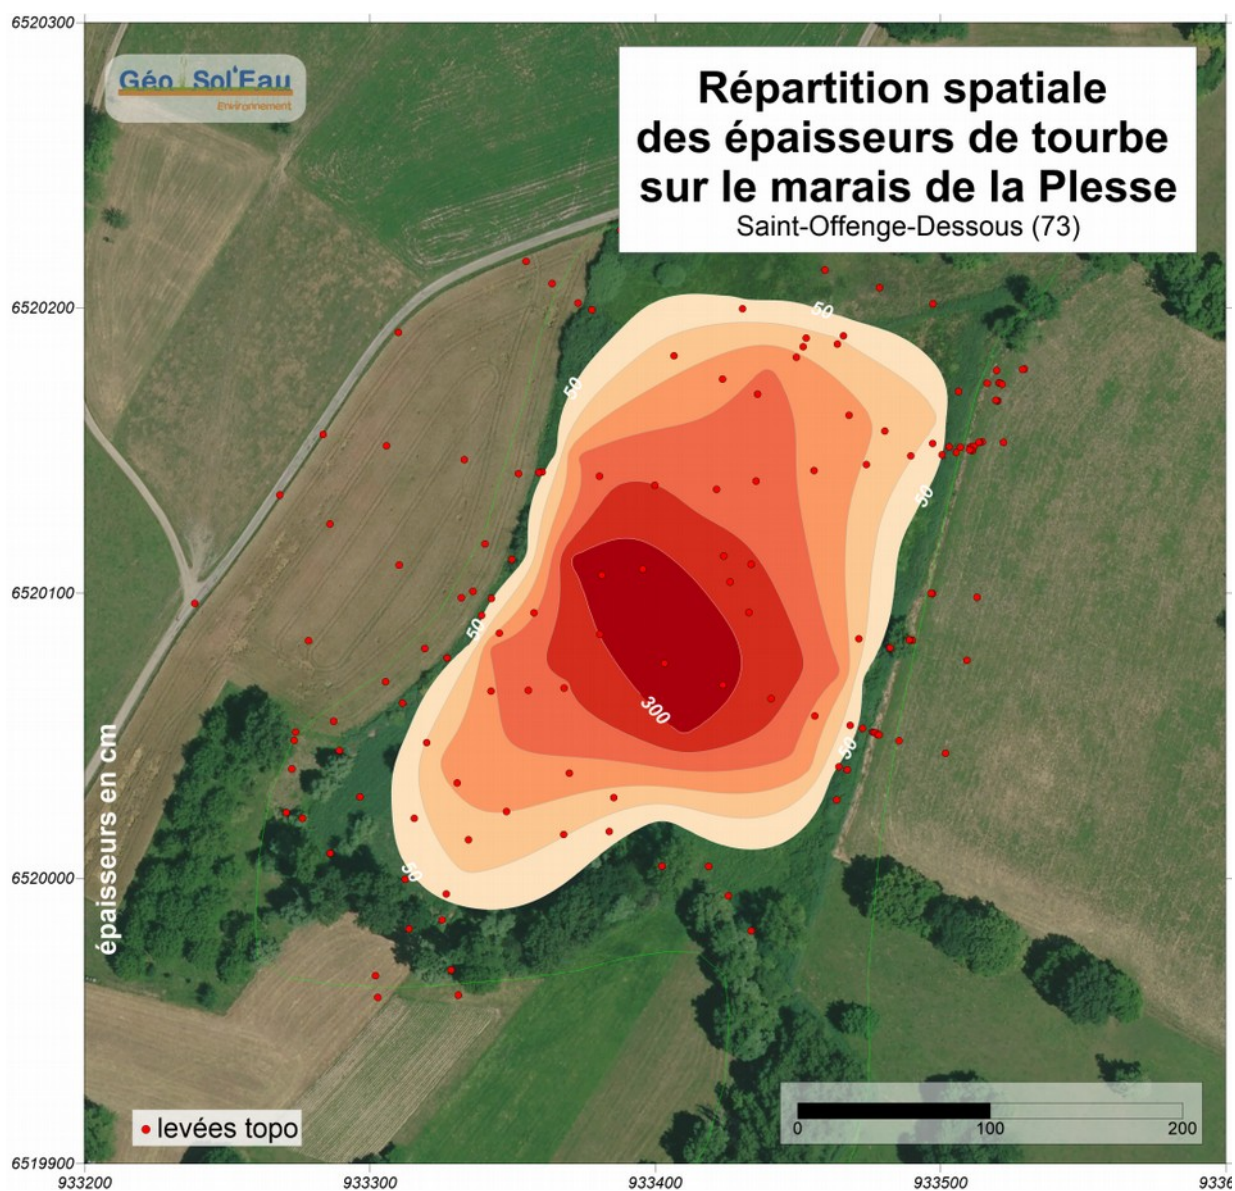 6520300
Géo Sol'Eau
Environnement
Répartition spatiale
des épaisseurs de tourbe
sur le marais de la Plesse
Saint-Offenge-Dessous (73)
6520200
50
50
50
6520100
50
300
50
épaisseurs en cm
50
6520000
levées topo
0
100
200
6519900
933200
933300
933400
933500
9336